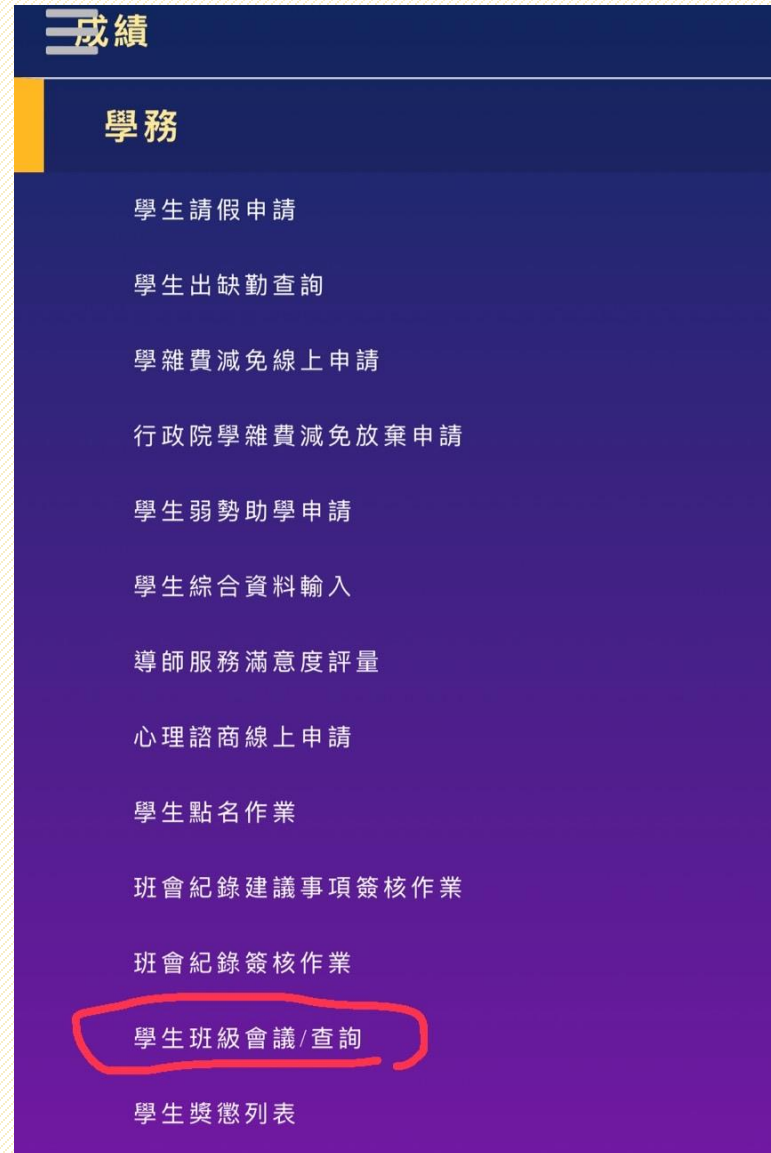 成績
學務
學生請假申請
學生出缺勤查詢
學雜費減免線上申請
行政院學雜費減免放棄申請
學生弱勢助學申請
學生綜合資料輸入
導師服務滿意度評量
心理諮商線上申請
學生點名作業
班會紀錄建議事項簽核作業
班會紀錄簽核作業
學生班級會議/查詢
學生獎懲列表